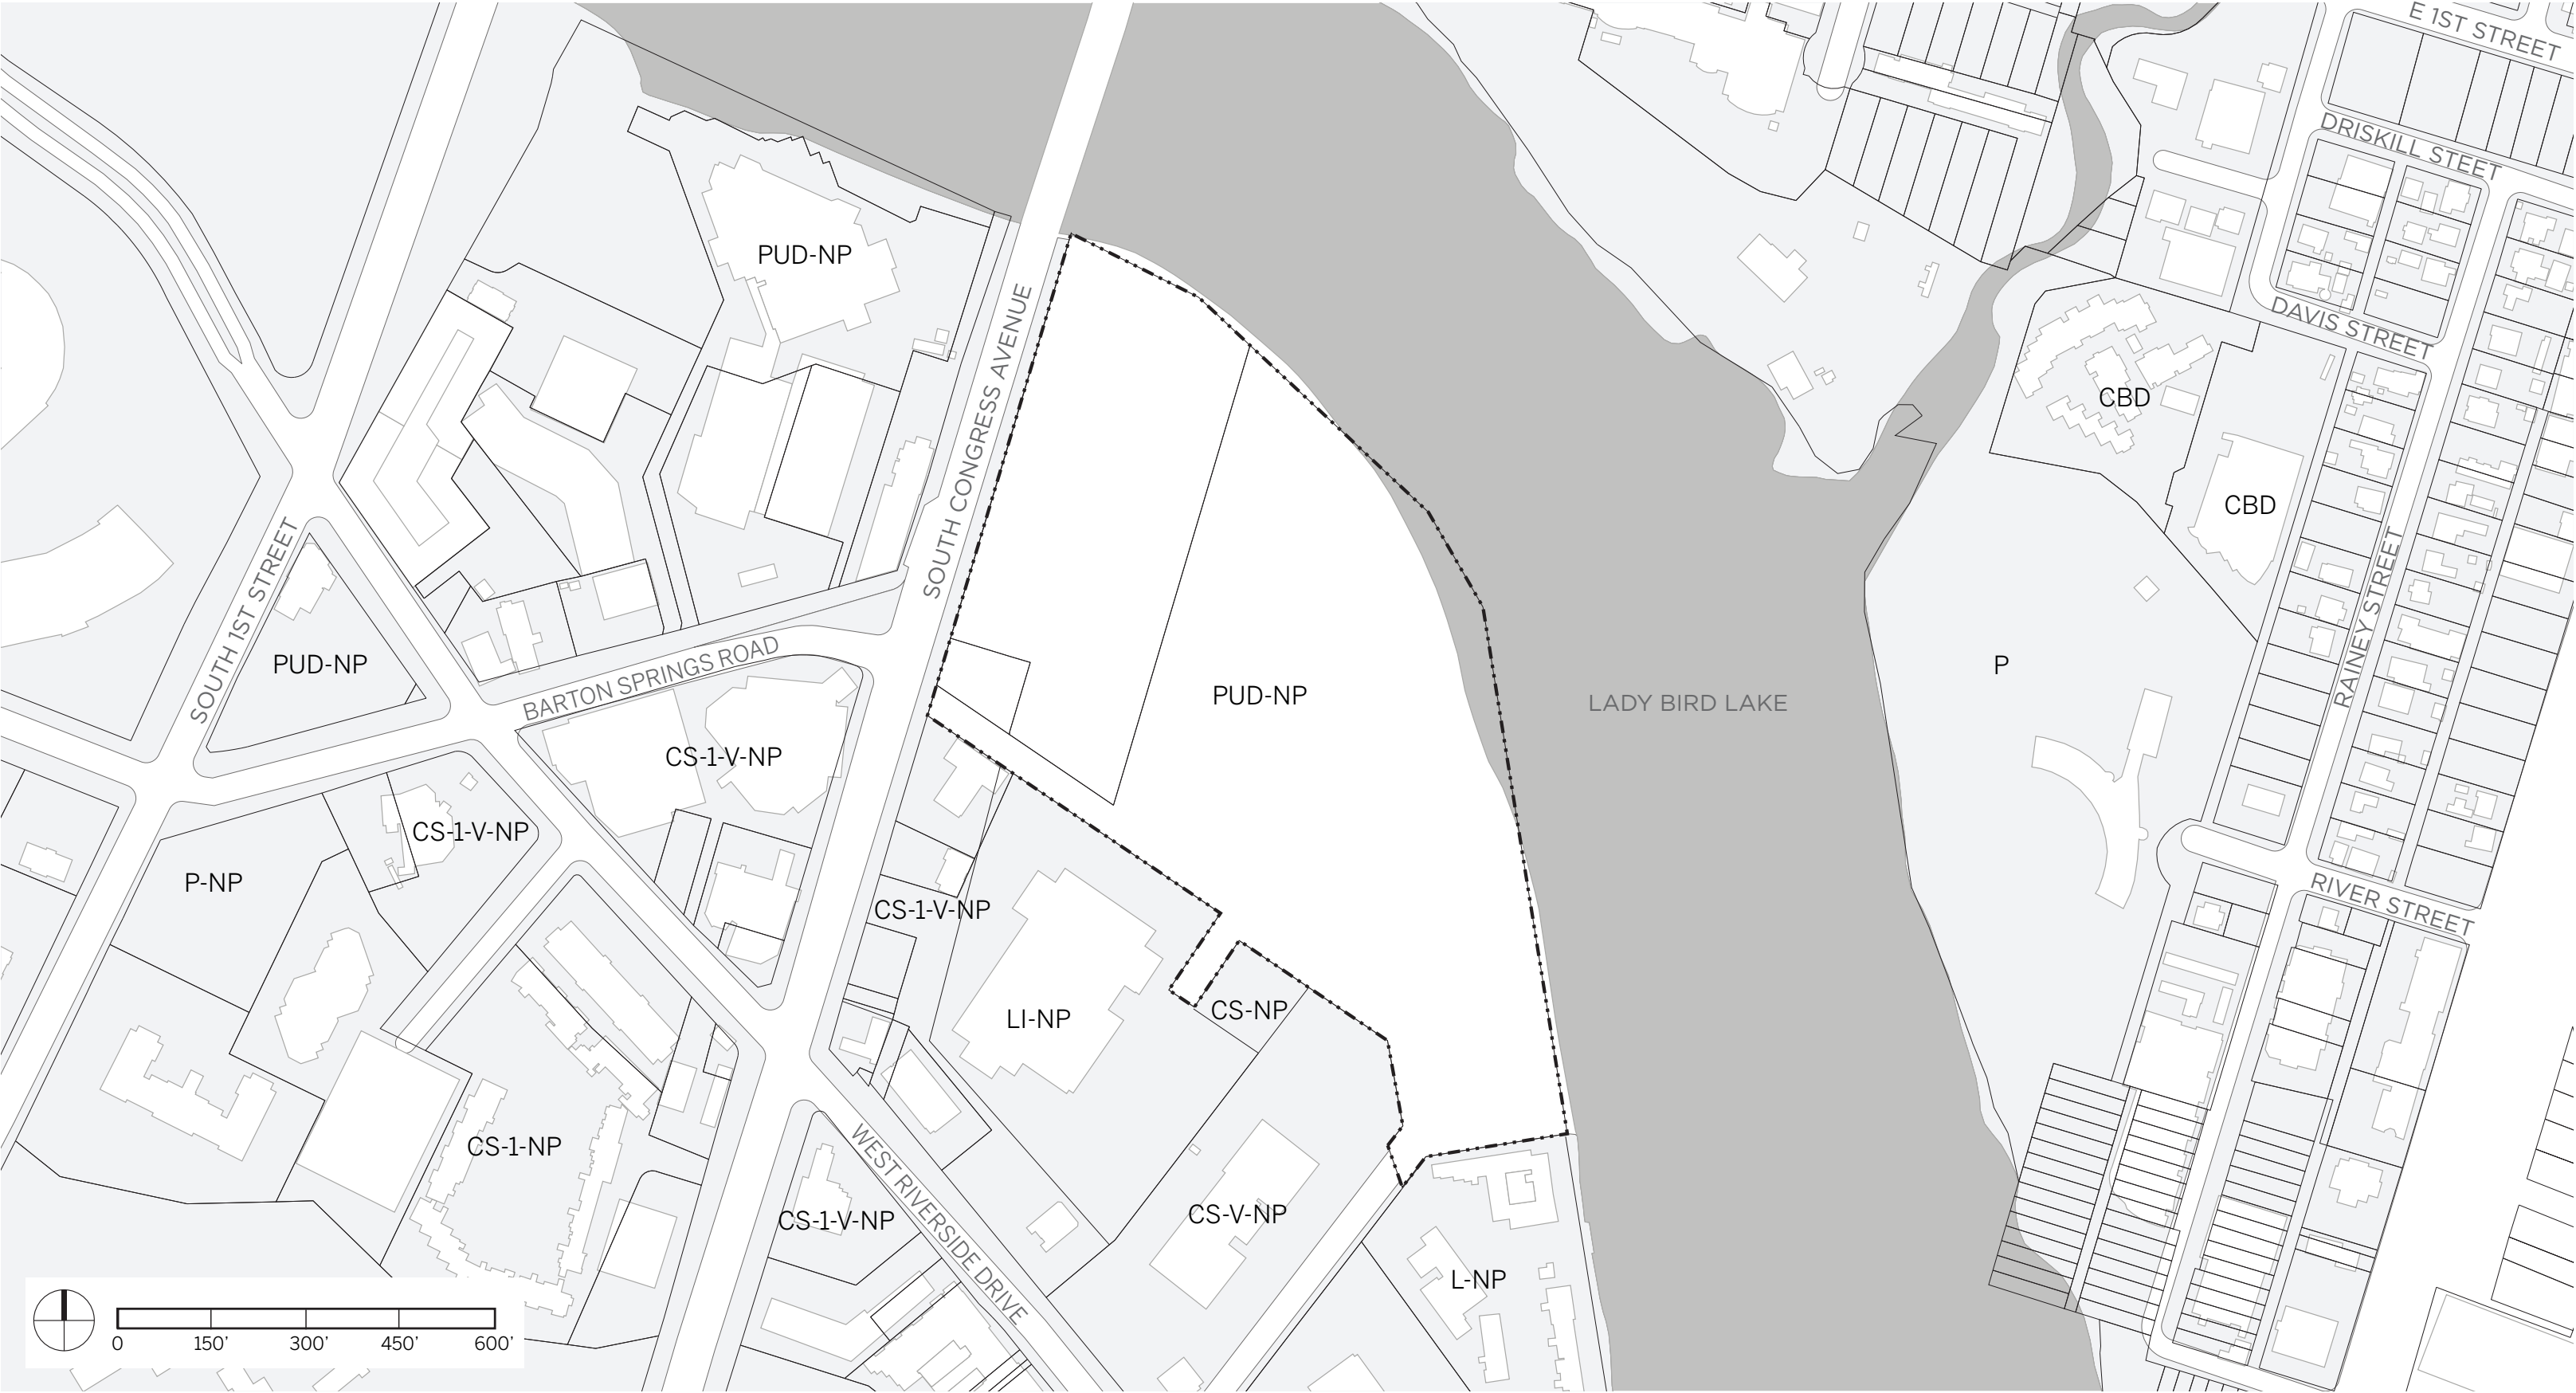 E 1ST STREET
DRISKILL STEET
PUD-NP
SOUTH CONGRESS AVENUE
DAVIS STREET
CBD
CBD
SOUTH 1ST STREET
PUD-NP
BARTON SPRINGS ROAD
PUD-NP
LADY BIRD LAKE
P
RAINEY STREET
CS-1-V-NP
CS-1-V-NP
P-NP
RIVER STREET
CS-1-V-NP
LI-NP
CS-NP
CS-1-NP
CS-1-V-NP
WEST RIVERSIDE DRIVE
CS-V-NP
L-NP
0 150' 300' 450' 600'